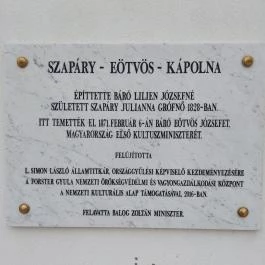 SZAPÁRY - EÖTVÖS - KÁPOLNA
ÉPÍTTETTE BÁRÓ LILIEN JÓZSEFNÉ
SZÜLETETT SZAPÁRY JULIANNA GRÓFNŐ 1828-BAN.
ITT TEMETTÉK EL 1871.FEBRUÁR 6-ÁN BÁRÓ EÖTVÖS JÓZSEFET,
MAGYARORSZÁG ELSŐ KULTUSZMINISZTERÉT.
FELÚJÍTOTTA
L. SIMON LÁSZLÓ ÁLLAMTITKÁR, ORSZÁGGYŰLÉSI KÉPVISELŐ KEZDEMÉNYEZÉSÉRE
A FORSTER GYULA NEMZETI ÖRÖKSÉGVÉDELMI ÉS VAGYONGAZDÁLKODÁSI KÖZPONT
A NEMZETI KULTURÁLIS ALAP TÁMOGATÁSÁVAL 2016-BAN.
FELAVATTA BALOG ZOLTÁN MINISZTER.